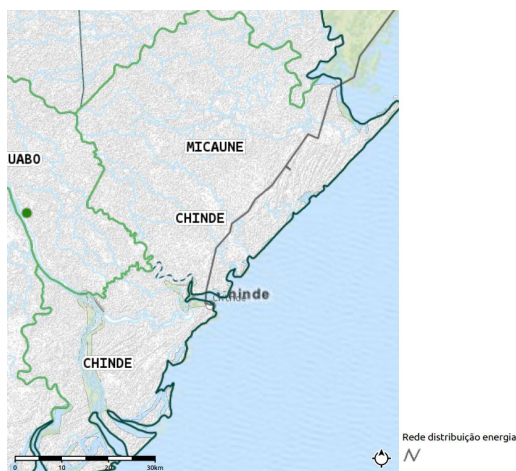 MICAUNE
UABO
CHINDE
Chinde
CHINDE
Rede distribuição energia
0 10 20 30km